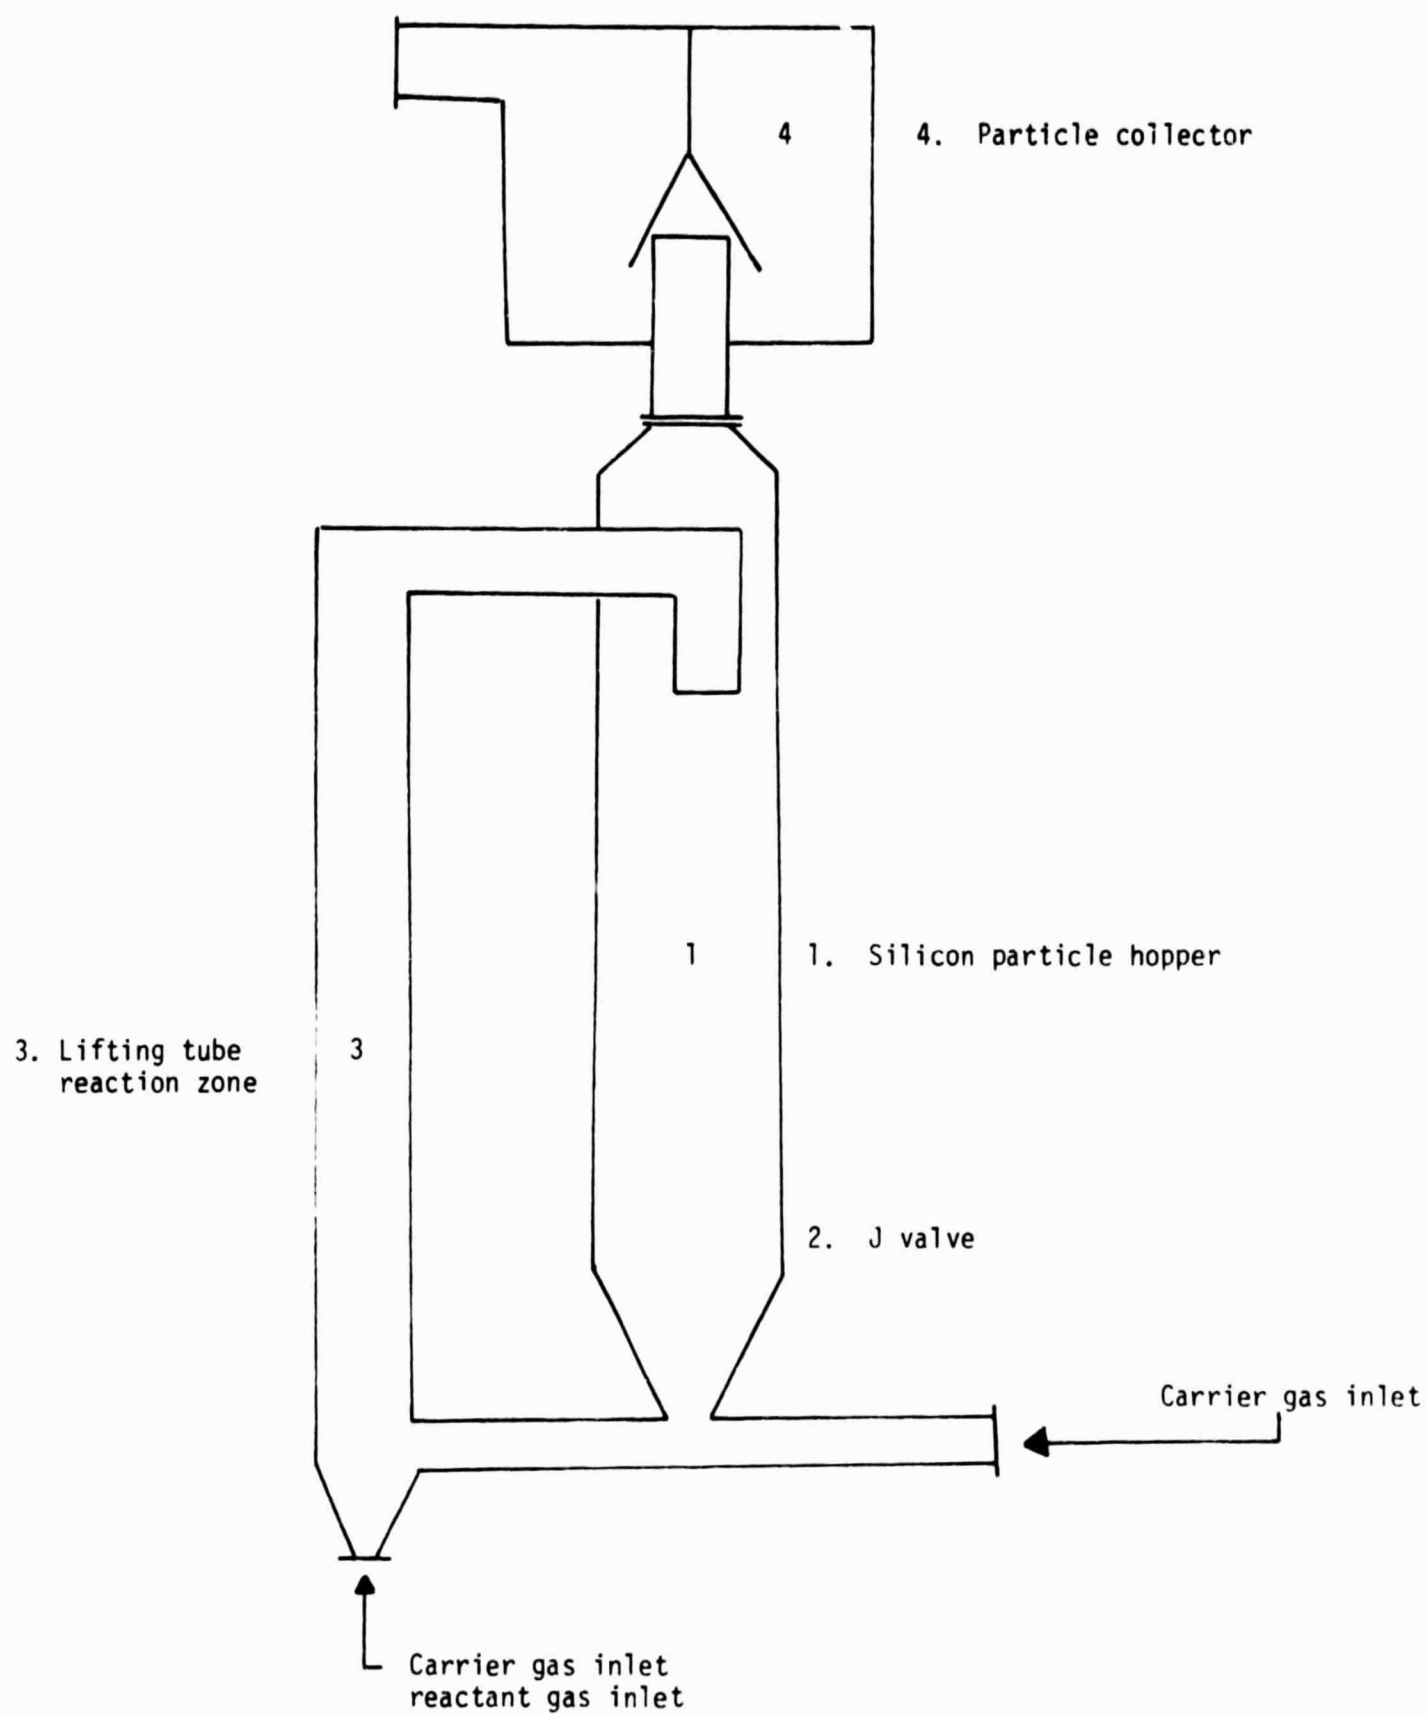 4
4. Particle collector
1
1. Silicon particle hopper
3. Lifting tube
reaction zone
3
2. J valve
Carrier gas inlet
Carrier gas inlet
reactant gas inlet